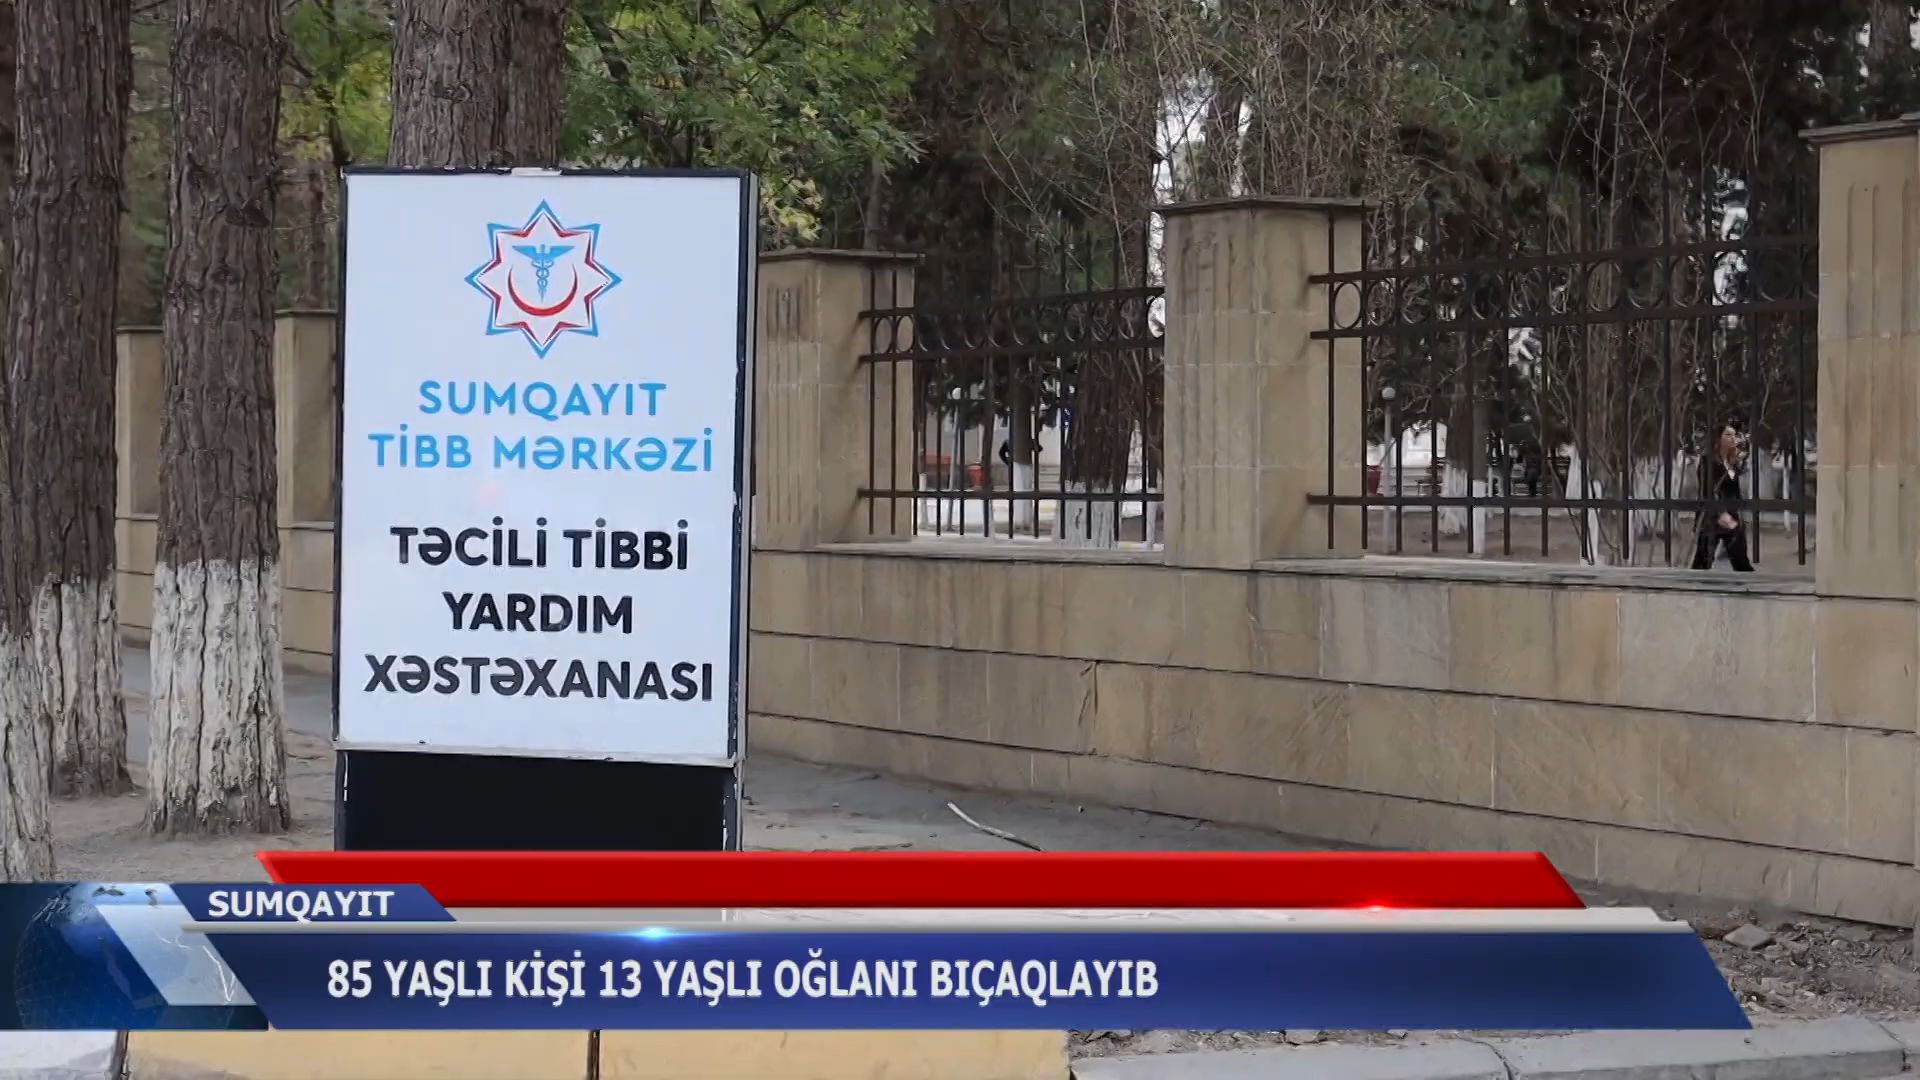 SUMQAYIT
TİBB MƏRKƏZİ
TƏCİLİ TİBBİ
YARDIM
XƏSTƏXANASI
SUMQAYIT
85 YAŞLI KİŞİ 13 YAŞLI OĞLANI BIÇAQLAYIB